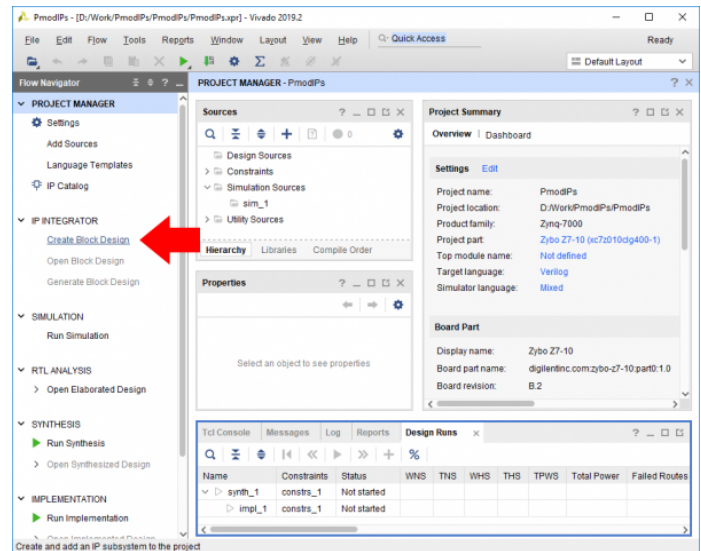 PmodIPs - [D:/Work/PmodIPs/PmodIPs/PmodIPs.xpr] - Vivado 2019.2
File Edit Flow Tools Reports Window Layout View Help Quick Access Ready
Default Layout
Flow Navigator
PROJECT MANAGER
Settings
Add Sources
Language Templates
IP Catalog
IP INTEGRATOR
Create Block Design
Open Block Design
Generate Block Design
SIMULATION
Run Simulation
RTL ANALYSIS
Open Elaborated Design
SYNTHESIS
Run Synthesis
Open Synthesized Design
IMPLEMENTATION
Run Implementation
Open Implemented Design
PROJECT MANAGER - PmodIPs
Sources
0
Design Sources
Constraints
Simulation Sources
sim_1
Utility Sources
Hierarchy Libraries Compile Order
Properties
Select an object to see properties
Project Summary
Overview Dashboard
Settings Edit
Project name: PmodIPs
Project location: D:/Work/PmodIPs/PmodIPs
Product family: Zynq-7000
Project part: Zybo Z7-10 (xc7z010clg400-1)
Top module name: Not defined
Target language: Verilog
Simulator language: Mixed
Board Part
Display name: Zybo Z7-10
Board part name: digilentinc.com:zybo-z7-10:part0:1.0
Board revision: B.2
Tcl Console Messages Log Reports Design Runs
Name Constraints Status WNS TNS WHS THS TPWS Total Power Failed Routes
synth_1 constrs_1 Not started
impl_1 constrs_1 Not started
Create and add an IP subsystem to the project